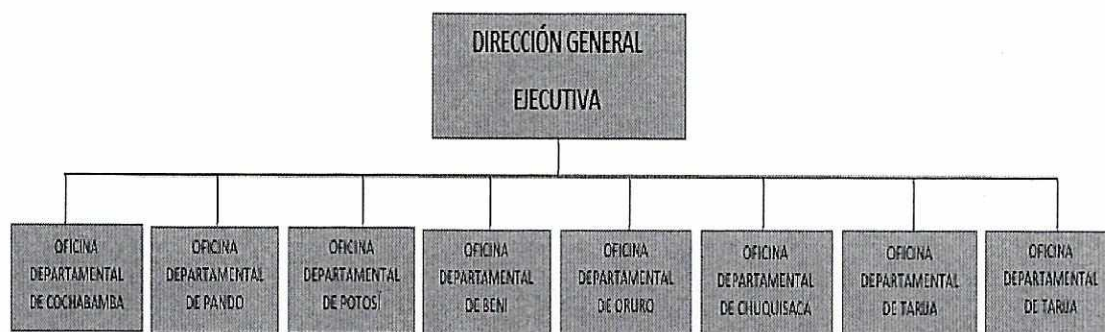 DIRECCIÓN GENERAL
EJECUTIVA
OFICINA
DEPARTAMENTAL
DE COCHABAMBA
OFICINA
DEPARTAMENTAL
DE PANDO
OFICINA
DEPARTAMENTAL
DE POTOSÍ
OFICINA
DEPARTAMENTAL
DE BENI
OFICINA
DEPARTAMENTAL
DE ORURO
OFICINA
DEPARTAMENTAL
DE CHUQUISACA
OFICINA
DEPARTAMENTAL
DE TARIJA
OFICINA
DEPARTAMENTAL
DE TARIJA